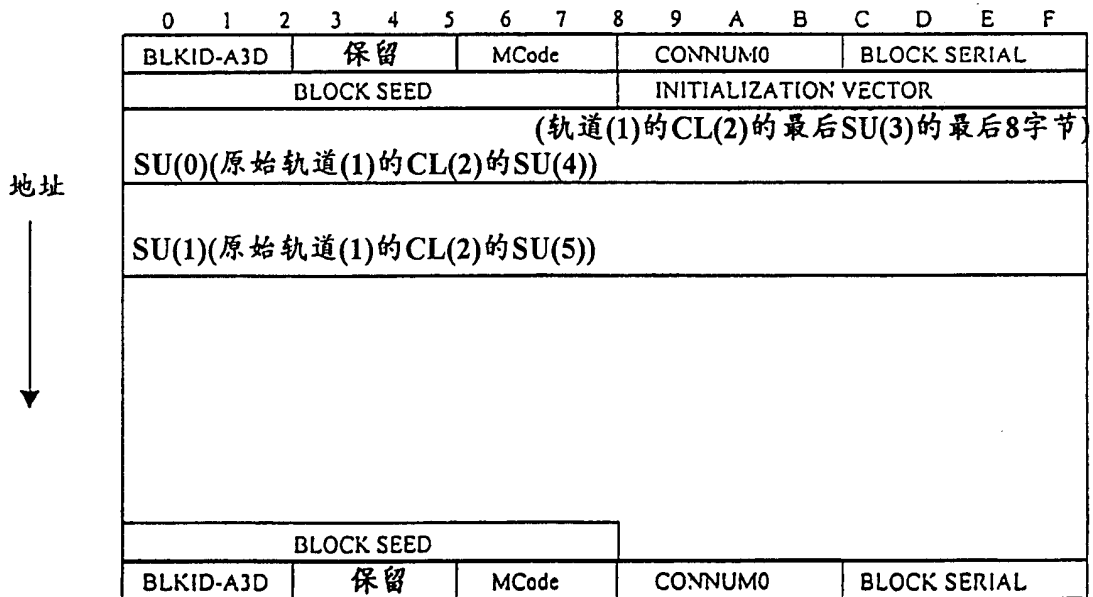 0 1 2 3 4 5 6 7 8 9 A B C D E F
BLKID-A3D 保留 MCode CONNUM0 BLOCK SERIAL
BLOCK SEED INITIALIZATION VECTOR
(轨道(1)的CL(2)的最后SU(3)的最后8字节)
SU(0)(原始轨道(1)的CL(2)的SU(4))
地址
SU(1)(原始轨道(1)的CL(2)的SU(5))
BLOCK SEED
BLKID-A3D 保留 MCode CONNUM0 BLOCK SERIAL